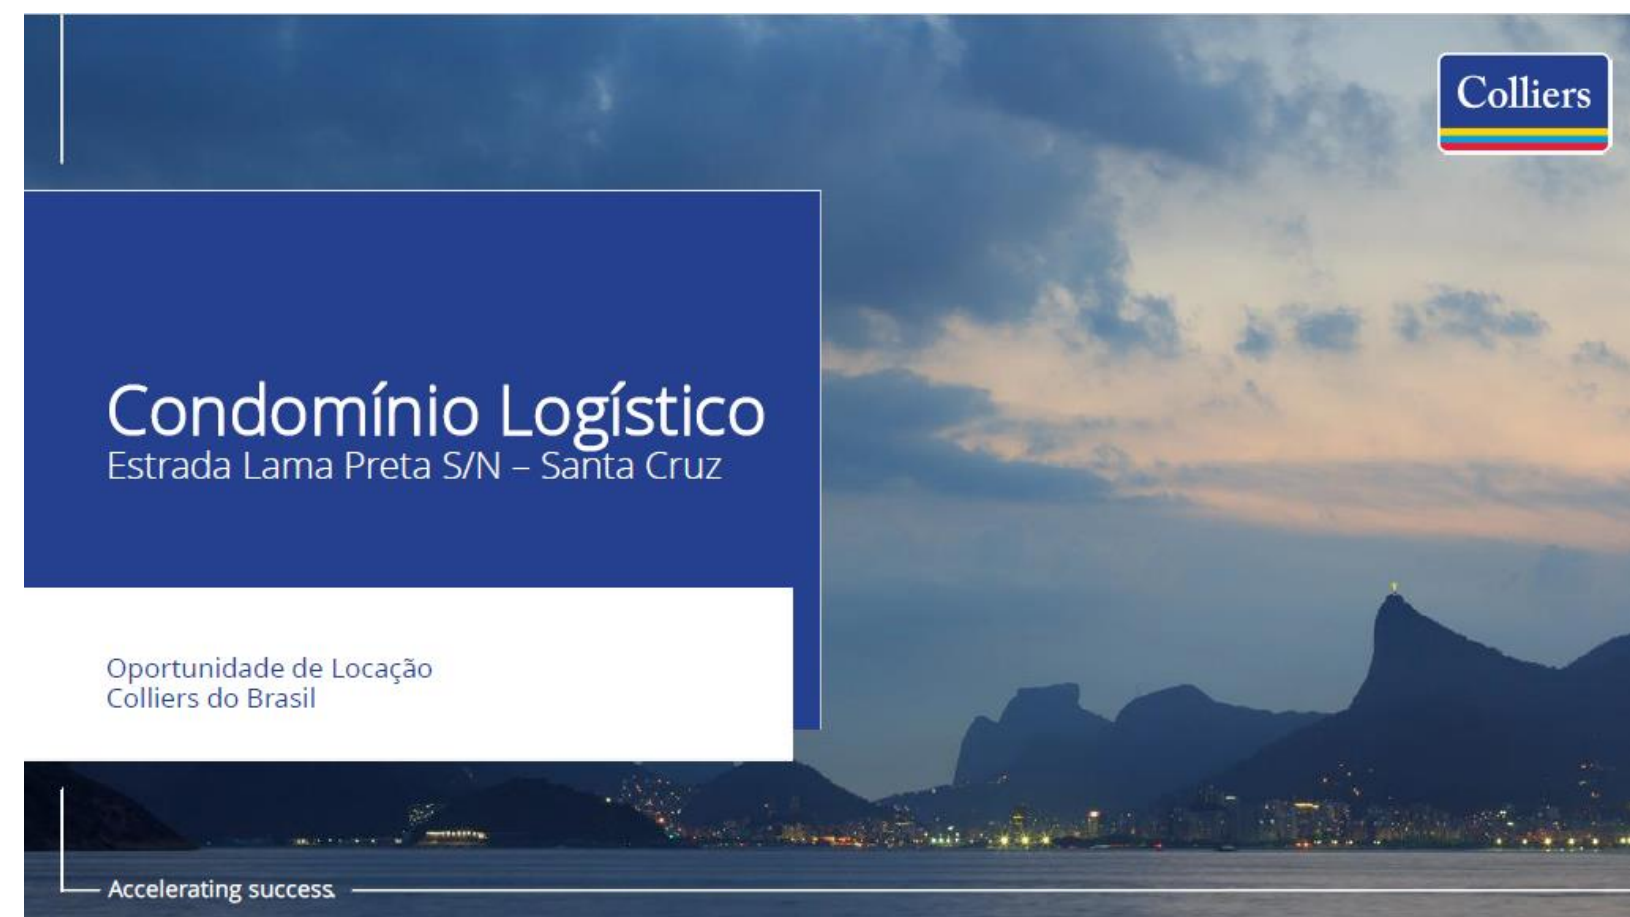 Colliers
Condomínio Logístico
Estrada Lama Preta S/N – Santa Cruz
Oportunidade de Locação
Colliers do Brasil
Accelerating success.